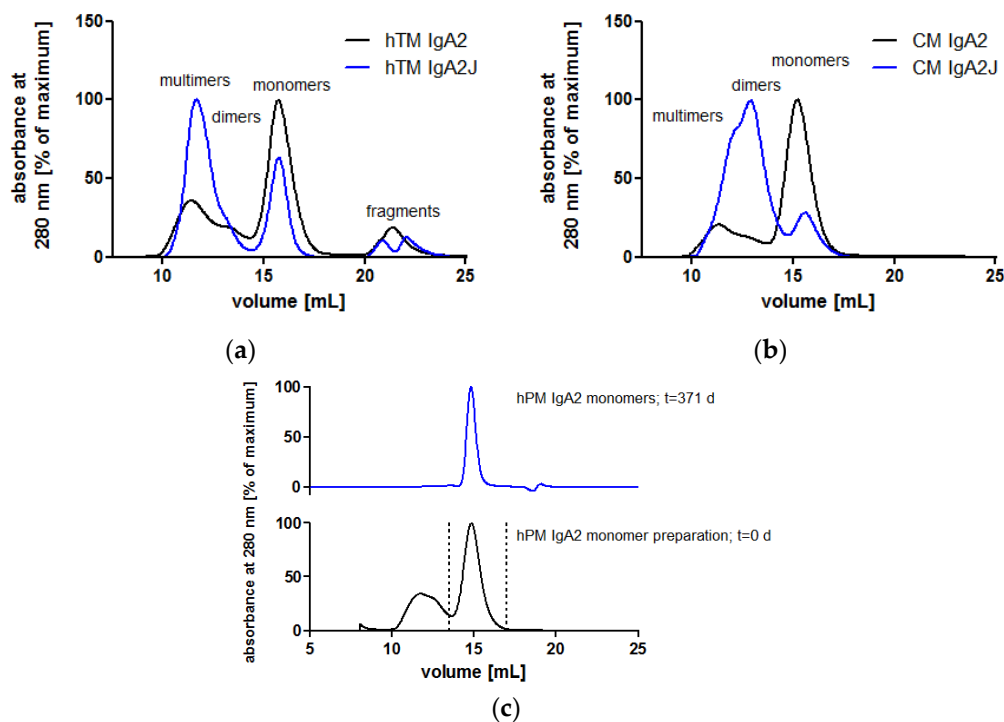 150
100
50
0
absorbance at
280 nm [% of maximum]
hTM IgA2
hTM IgA2J
multimers
dimers
monomers
fragments
10 15 20 25
volume [mL]
(a)
150
100
50
0
absorbance at
280 nm [% of maximum]
CM IgA2
CM IgA2J
monomers
dimers
multimers
10 15 20 25
volume [mL]
(b)
absorbance at 280 nm [% of maximum]
100
50
0
hPM IgA2 monomers; t=371 d
100
50
0
hPM IgA2 monomer preparation; t=0 d
5 10 15 20 25
volume [mL]
(c)